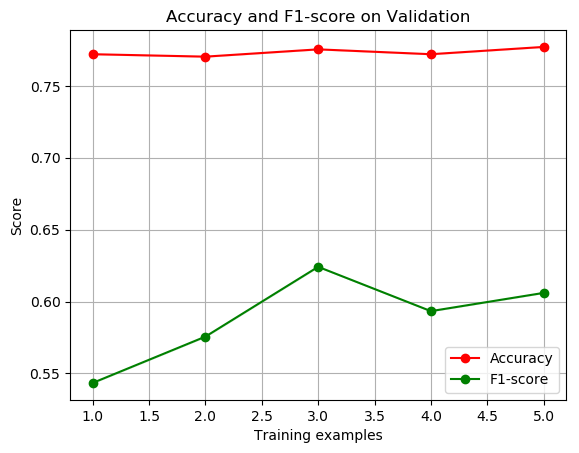 Accuracy and F1-score on Validation
0.75
0.70
0.65
0.60
0.55
Score
1.0 1.5 2.0 2.5 3.0 3.5 4.0 4.5 5.0
Training examples
Accuracy
F1-score